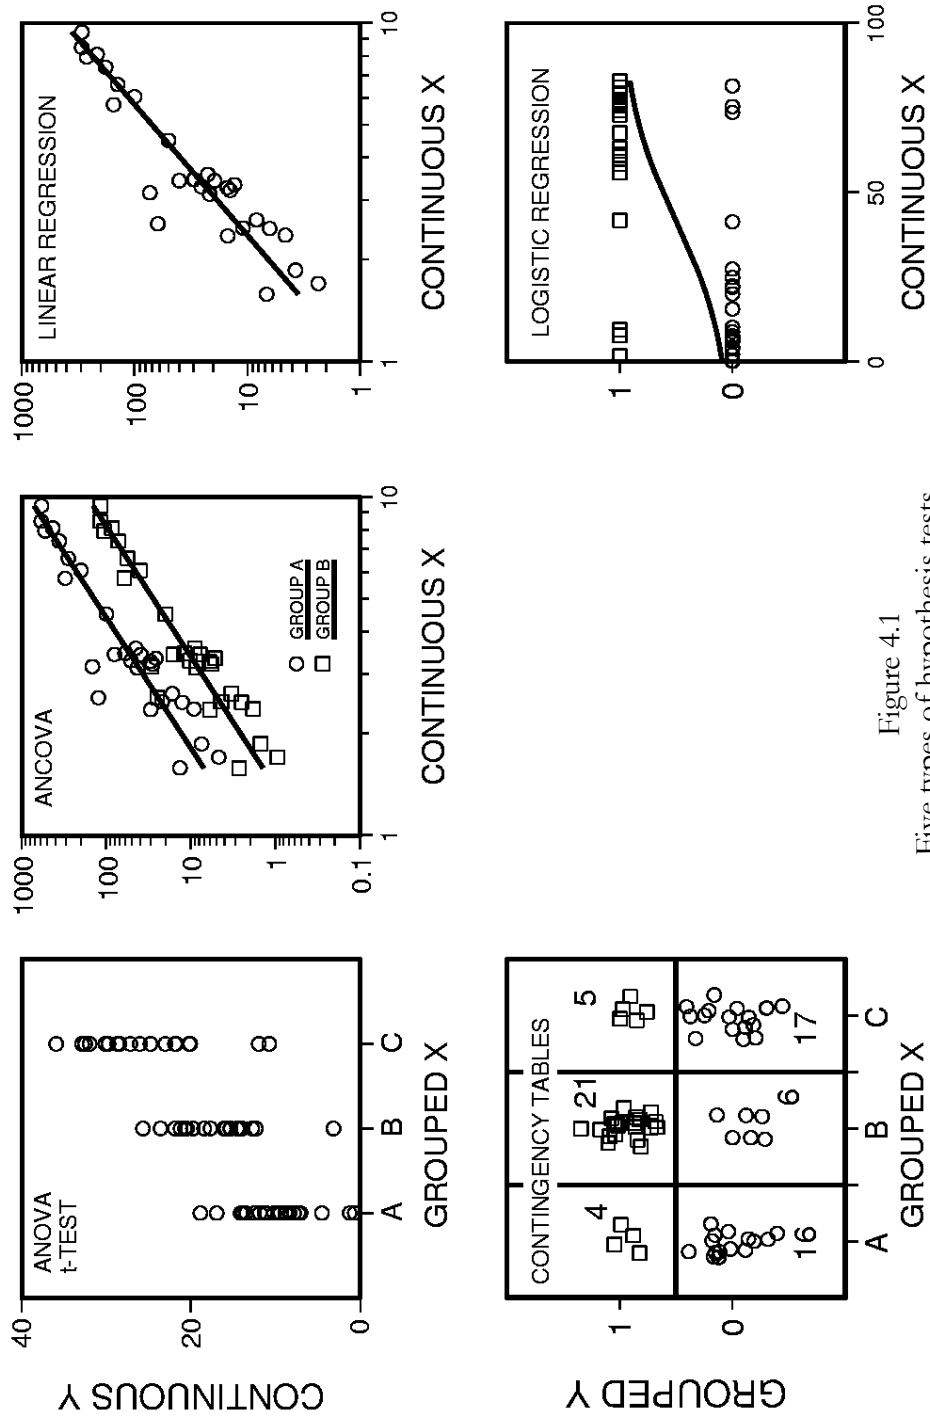 CONTINUOUS Y
40
20
0
ANOVA
t-TEST
A
B
C
GROUPED X
1000
100
10
1
0.1
ANCOVA
GROUP A
GROUP B
1
10
CONTINUOUS X
1000
100
10
1
LINEAR REGRESSION
1
10
CONTINUOUS X
GROUPED Y
1
0
CONTINGENCY TABLES
4
21
5
16
6
17
A
B
C
GROUPED X
1
0
LOGISTIC REGRESSION
0
50
100
CONTINUOUS X
Figure 4.1
Five types of hypothesis tests